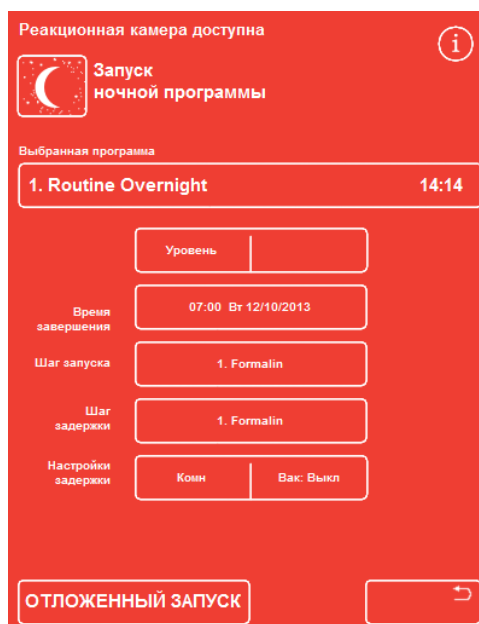 Реакционная камера доступна
i
Запуск
ночной программы
Выбранная программа
1. Routine Overnight 14:14
Уровень
Время
завершения
07:00 Вт 12/10/2013
Шаг запуска
1. Formalin
Шаг
задержки
1. Formalin
Настройки
задержки
Комн Вак: Выкл
ОТЛОЖЕННЫЙ ЗАПУСК